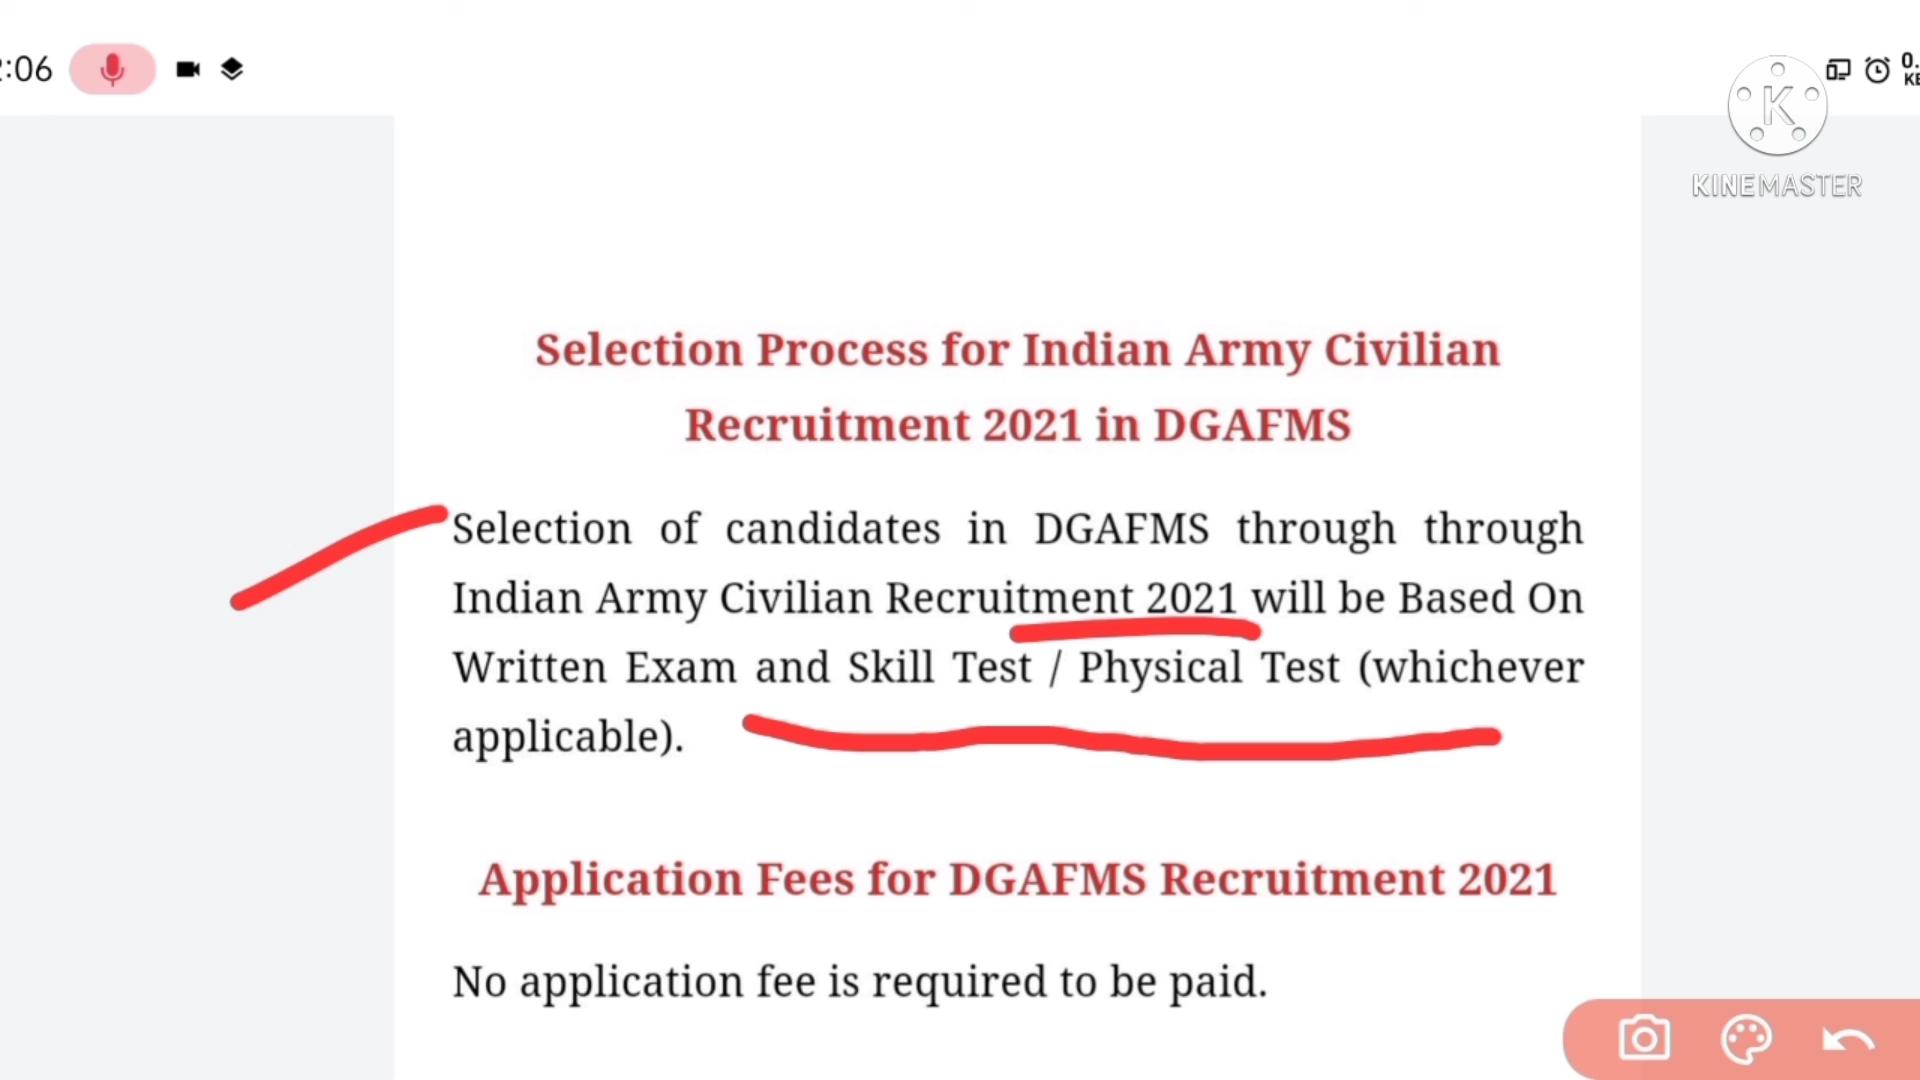 :06
0.
KE
K
KINEMASTER
Selection Process for Indian Army Civilian
Recruitment 2021 in DGAFMS
Selection of candidates in DGAFMS through through
Indian Army Civilian Recruitment 2021 will be Based On
Written Exam and Skill Test / Physical Test (whichever
applicable).
Application Fees for DGAFMS Recruitment 2021
No application fee is required to be paid.